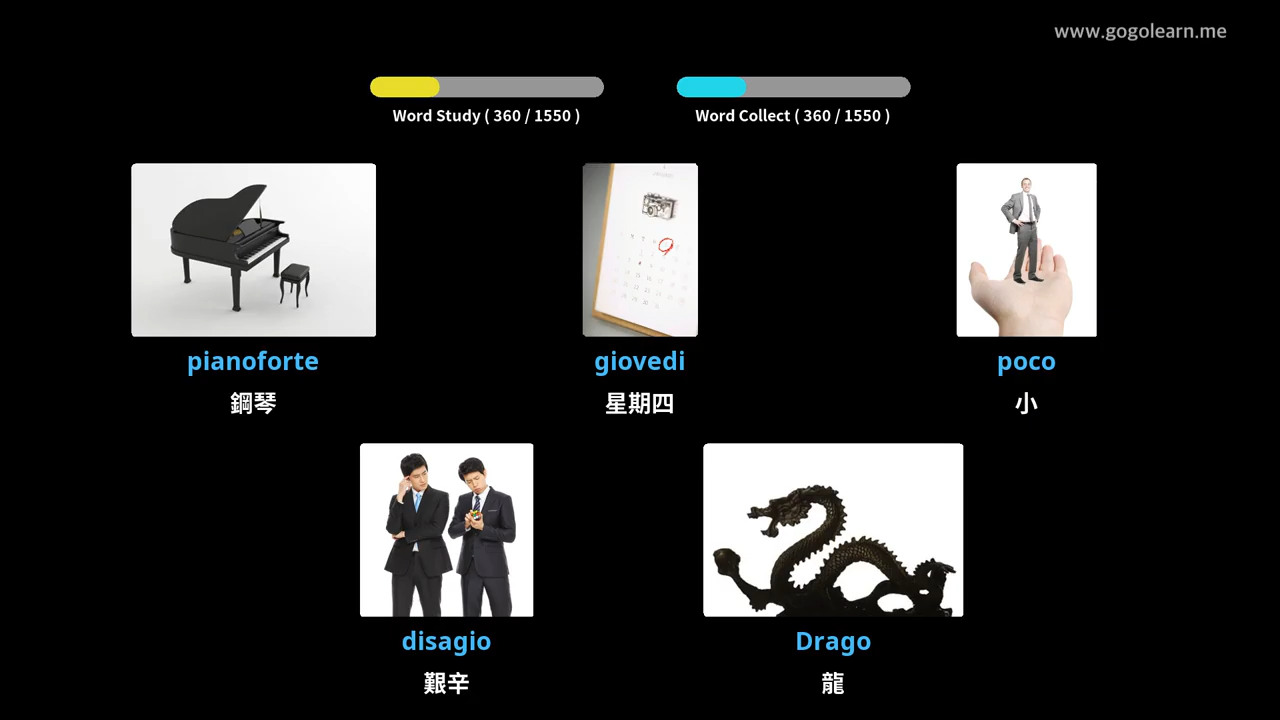 www.gogolearn.me
Word Study ( 360 / 1550 )
Word Collect ( 360 / 1550 )
pianoforte
giovedi
poco
鋼琴
星期四
小
disagio
Drago
艱辛
龍